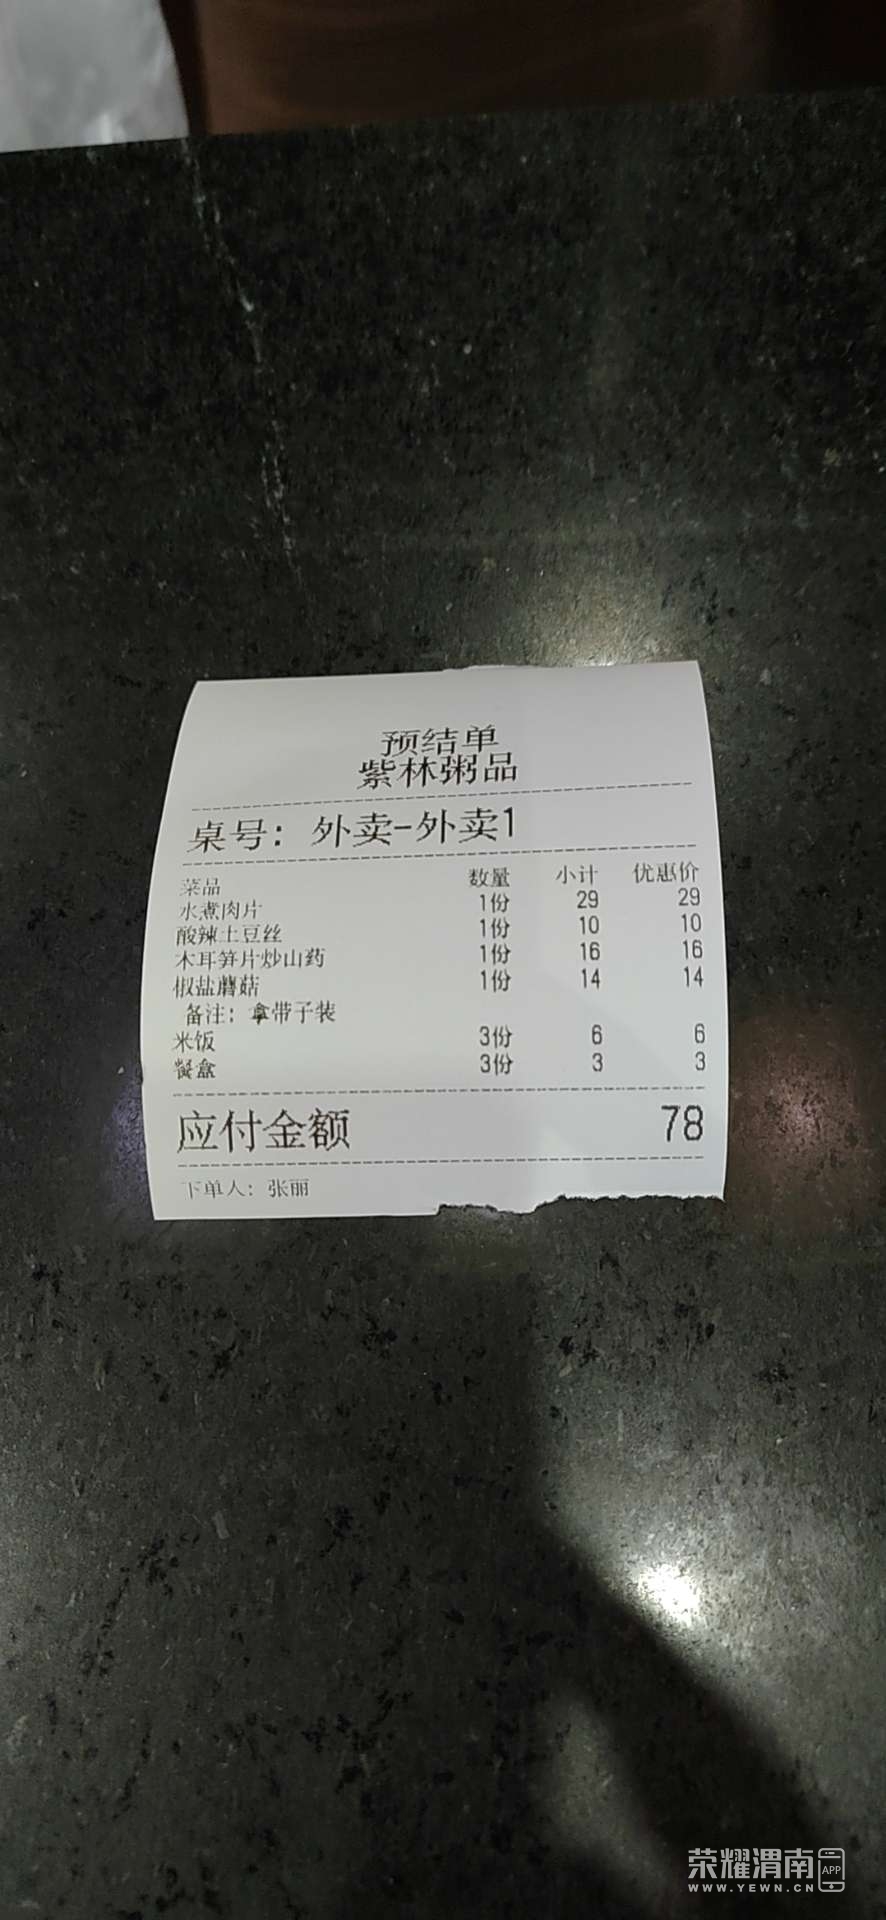 预结单
紫林粥品
桌号：外卖-外卖1
菜品 数量 小计 优惠价
水煮肉片 1份 29 29
酸辣土豆丝 1份 10 10
木耳笋片炒山药 1份 16 16
椒盐蘑菇 1份 14 14
备注：拿带子装
米饭 3份 6 6
餐盒 3份 3 3
应付金额 78
下单人：张丽
荣耀渭南 APP
WWW.YEWN.CN